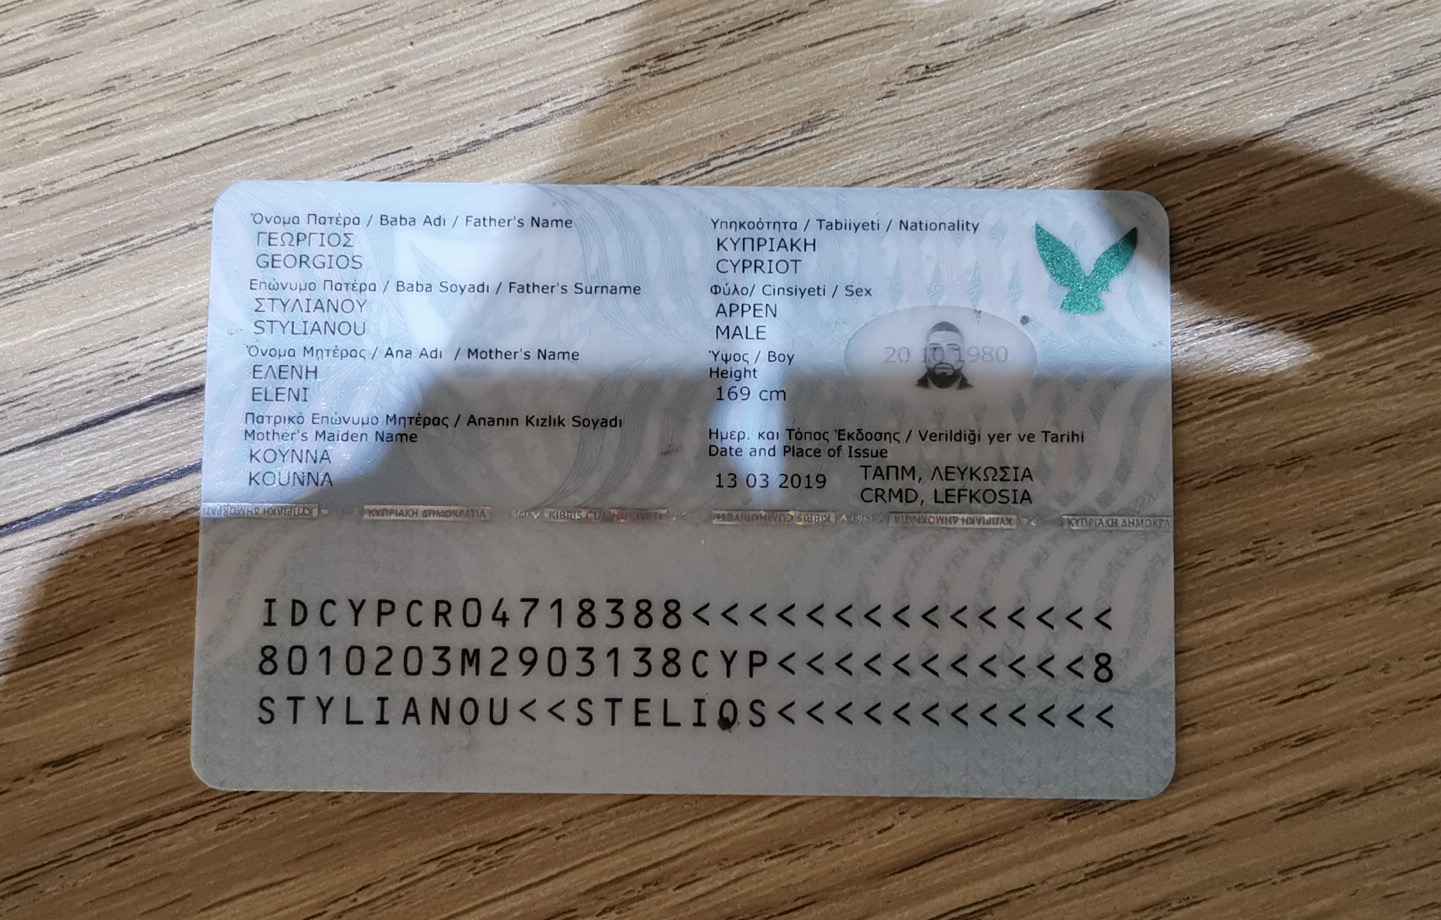 Όνομα Πατέρα / Baba Adı / Father's Name
ΓΕΩΡΓΙΟΣ
GEORGIOS
Επώνυμο Πατέρα / Baba Soyadı / Father's Surname
ΣΤΥΛΙΑΝΟΥ
STYLIANOU
Όνομα Μητέρας / Ana Adı / Mother's Name
ΕΛΕΝΗ
ELENI
Πατρικό Επώνυμο Μητέρας / Ananın Kızlık Soyadı
Mother's Maiden Name
ΚΟΥΝΝΑ
KOUNNA
Υπηκοότητα / Tabiiyeti / Nationality
ΚΥΠΡΙΑΚΗ
CYPRIOT
Φύλο/ Cinsiyeti / Sex
ΑΡΡΕΝ
MALE
Ύψος / Boy
Height
169 cm
20 10 1980
Ημερ. και Τόπος Έκδοσης / Verildiği yer ve Tarihi
Date and Place of Issue
13 03 2019
ΤΑΠΜ, ΛΕΥΚΩΣΙΑ
CRMD, LEFKOSIA
ΚΥΠΡΙΑΚΗ ΔΗΜΟΚΡΑΤΙΑ
IDCYPCR04718388<<<<<<<<<<<<<<<
8010203M2903138CYP<<<<<<<<<<<8
STYLIANOU<<STELIOS<<<<<<<<<<<<